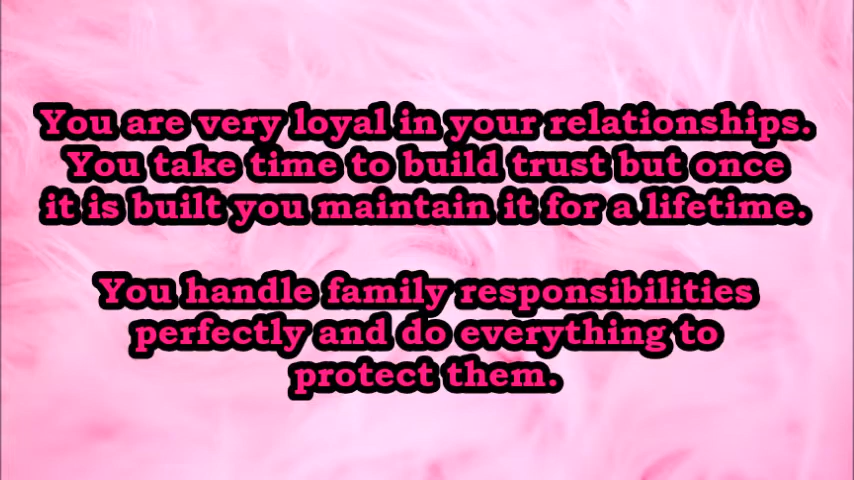 You are very loyal in your relationships.
You take time to build trust but once
it is built you maintain it for a lifetime.
You handle family responsibilities
perfectly and do everything to
protect them.